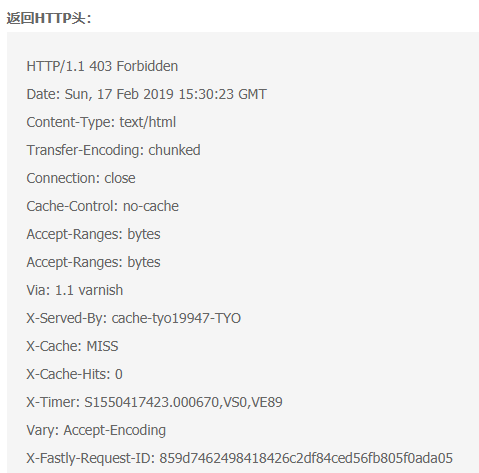 返回HTTP头：
HTTP/1.1 403 Forbidden
Date: Sun, 17 Feb 2019 15:30:23 GMT
Content-Type: text/html
Transfer-Encoding: chunked
Connection: close
Cache-Control: no-cache
Accept-Ranges: bytes
Accept-Ranges: bytes
Via: 1.1 varnish
X-Served-By: cache-tyo19947-TYO
X-Cache: MISS
X-Cache-Hits: 0
X-Timer: S1550417423.000670,VS0,VE89
Vary: Accept-Encoding
X-Fastly-Request-ID: 859d7462498418426c2df84ced56fb805f0ada05